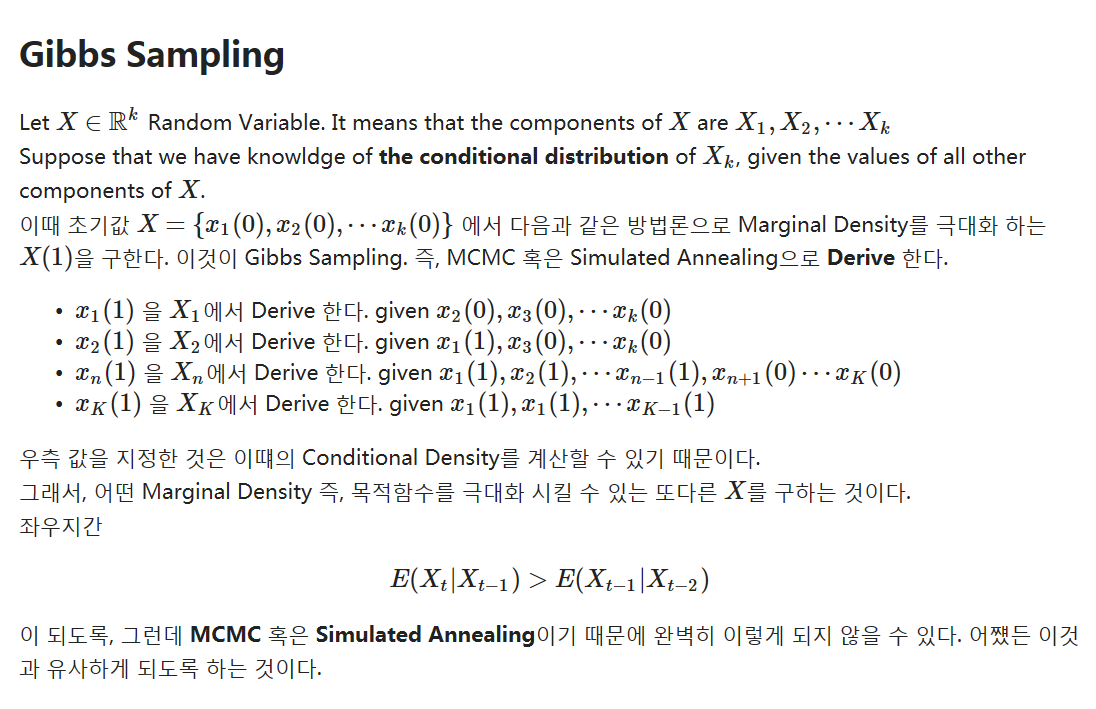 Gibbs Sampling
Let $X \in \mathbb{R}^k$ Random Variable. It means that the components of $X$ are $X_1, X_2, \cdots X_k$
Suppose that we have knowldge of the conditional distribution of $X_k$, given the values of all other
components of $X$.
이때 초기값 $X = \{x_1(0), x_2(0), \cdots x_k(0)\}$ 에서 다음과 같은 방법론으로 Marginal Density를 극대화 하는
$X(1)$을 구한다. 이것이 Gibbs Sampling. 즉, MCMC 혹은 Simulated Annealing으로 Derive 한다.
• $x_1(1)$ 을 $X_1$에서 Derive 한다. given $x_2(0), x_3(0), \cdots x_k(0)$
• $x_2(1)$ 을 $X_2$에서 Derive 한다. given $x_1(1), x_3(0), \cdots x_k(0)$
• $x_n(1)$ 을 $X_n$에서 Derive 한다. given $x_1(1), x_2(1), \cdots x_{n-1}(1), x_{n+1}(0) \cdots x_K(0)$
• $x_K(1)$ 을 $X_K$에서 Derive 한다. given $x_1(1), x_1(1), \cdots x_{K-1}(1)$
우측 값을 지정한 것은 이떄의 Conditional Density를 계산할 수 있기 때문이다.
그래서, 어떤 Marginal Density 즉, 목적함수를 극대화 시킬 수 있는 또다른 $X$를 구하는 것이다.
좌우지간
$E(X_t|X_{t-1}) > E(X_{t-1}|X_{t-2})$
이 되도록, 그런데 MCMC 혹은 Simulated Annealing이기 때문에 완벽히 이렇게 되지 않을 수 있다. 어쪘든 이것
과 유사하게 되도록 하는 것이다.